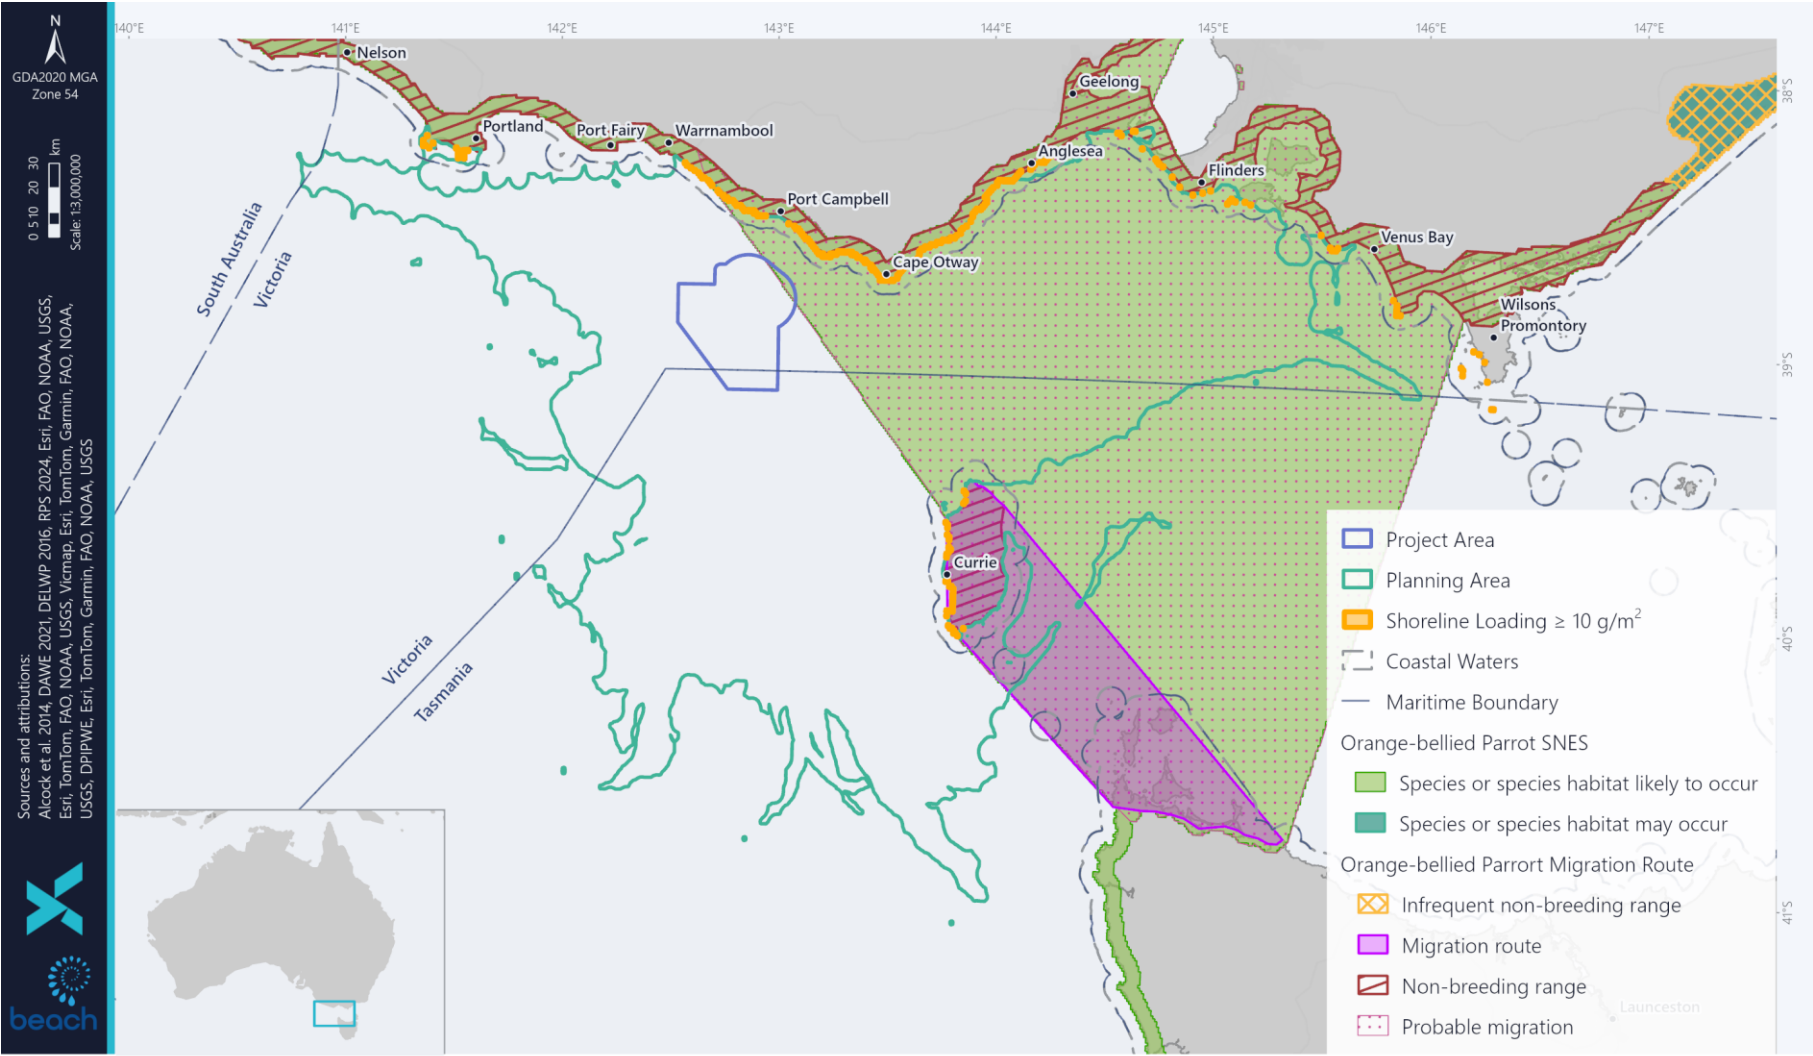 140°E 141°E 142°E 143°E 144°E 145°E 146°E 147°E
38°S
39°S
40°S
41°S
N
GDA2020 MGA
Zone 54
0 5 10 20 30
km
Scale: 1:3,000,000
Sources and attributions:
Alcock et al. 2014, DAWE 2021, DELWP 2016, RPS 2024, Esri, FAO, NOAA, USGS,
Esri, TomTom, FAO, NOAA, USGS, Vicmap, Esri, TomTom, Garmin, FAO, NOAA,
USGS, DPIPWE, Esri, TomTom, Garmin, FAO, NOAA, USGS
beach
Nelson
Portland
Port Fairy
Warrnambool
Port Campbell
Cape Otway
Geelong
Anglesea
Flinders
Venus Bay
Wilsons
Promontory
Currie
South Australia
Victoria
Victoria
Tasmania
Project Area
Planning Area
Shoreline Loading ≥ 10 g/m²
Coastal Waters
Maritime Boundary
Orange-bellied Parrot SNES
Species or species habitat likely to occur
Species or species habitat may occur
Orange-bellied Parrort Migration Route
Infrequent non-breeding range
Migration route
Non-breeding range
Probable migration
Launceston